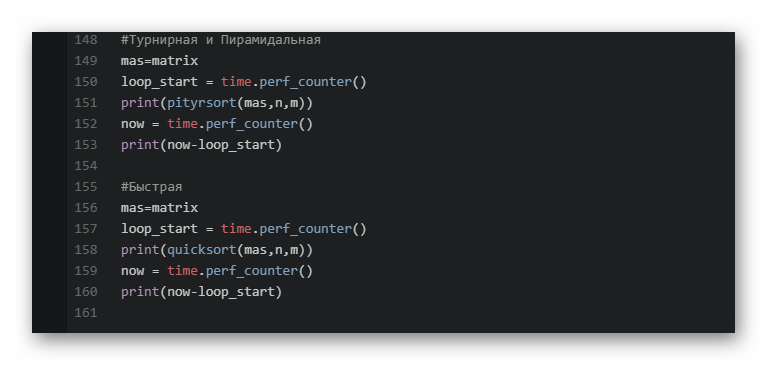 148 #Турнирная и Пирамидальная
149 mas=matrix
150 loop_start = time.perf_counter()
151 print(pityrsort(mas,n,m))
152 now = time.perf_counter()
153 print(now-loop_start)
154
155 #Быстрая
156 mas=matrix
157 loop_start = time.perf_counter()
158 print(quicksort(mas,n,m))
159 now = time.perf_counter()
160 print(now-loop_start)
161